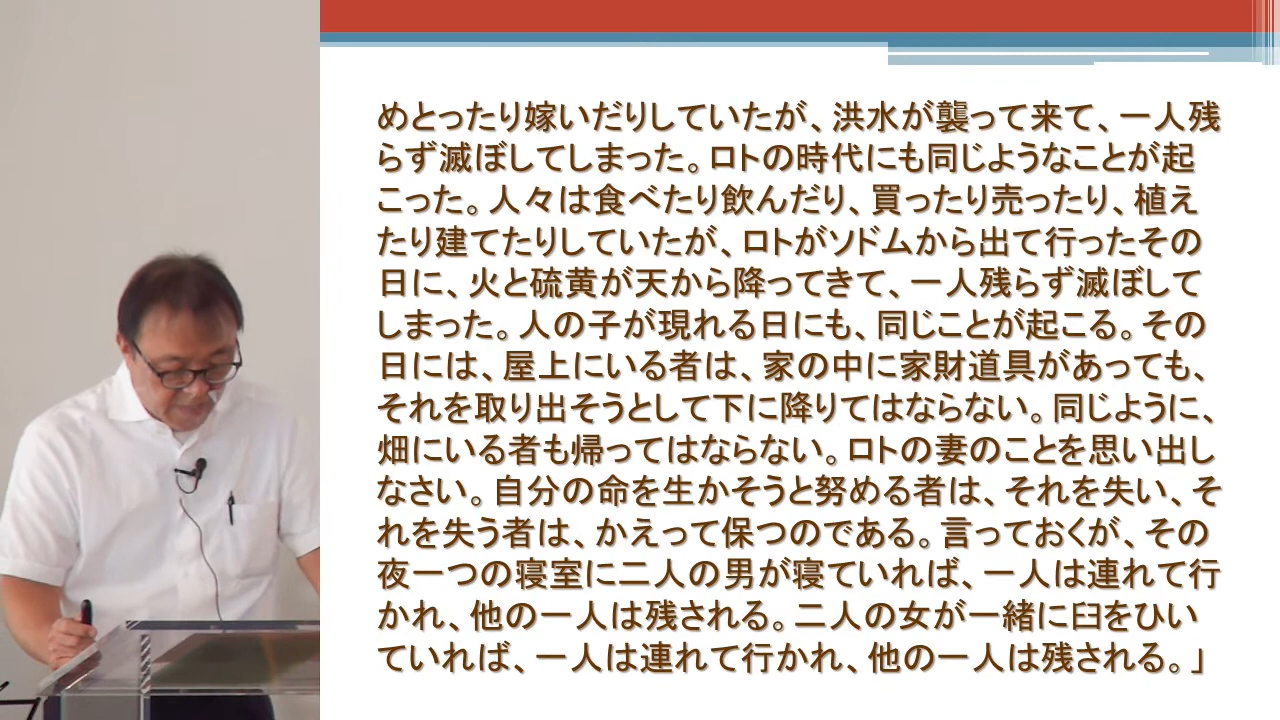 めとったり嫁いだりしていたが、洪水が襲って来て、一人残
らず滅ぼしてしまった。ロトの時代にも同じようなことが起
こった。人々は食べたり飲んだり、買ったり売ったり、植え
たり建てたりしていたが、ロトがソドムから出て行ったその
日に、火と硫黄が天から降ってきて、一人残らず滅ぼして
しまった。人の子が現れる日にも、同じことが起こる。その
日には、屋上にいる者は、家の中に家財道具があっても、
それを取り出そうとして下に降りてはならない。同じように、
畑にいる者も帰ってはならない。ロトの妻のことを思い出し
なさい。自分の命を生かそうと努める者は、それを失い、そ
れを失う者は、かえって保つのである。言っておくが、その
夜一つの寝室に二人の男が寝ていれば、一人は連れて行
かれ、他の一人は残される。二人の女が一緒に臼をひい
ていれば、一人は連れて行かれ、他の一人は残される。」